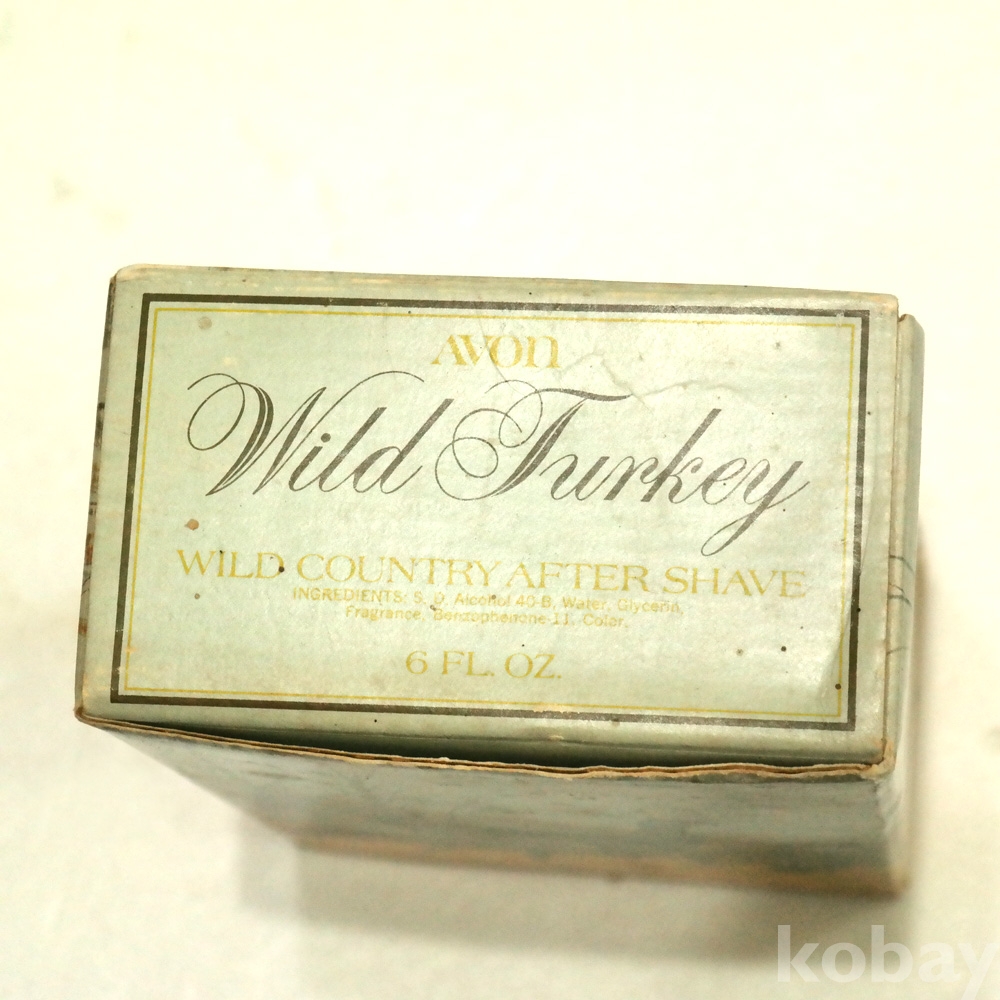 AVON
Wild Turkey
WILD COUNTRY AFTER SHAVE
INGREDIENTS: S. D. Alcohol 40-B, Water, Glycerin,
Fragrance, Benzophenone-11, Color.
6 FL. OZ.
kobay